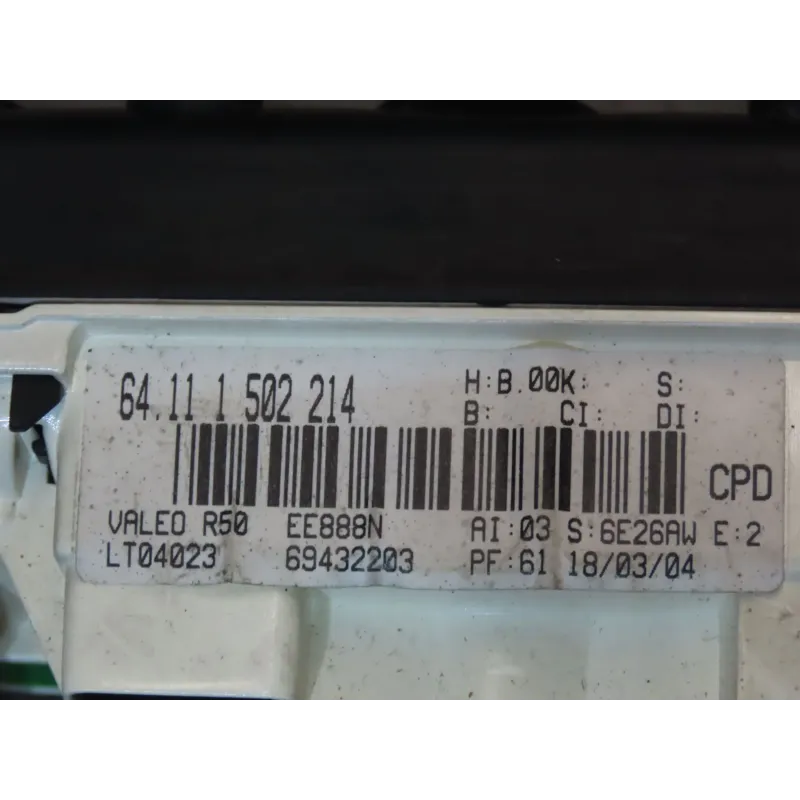 64.11 1 502 214
H:B.00K: S:
B: CI: DI:
CPD
VALEO R50 EE888N AI:03 S:6E26AW E:2
LT04023 69432203 PF:61 18/03/04